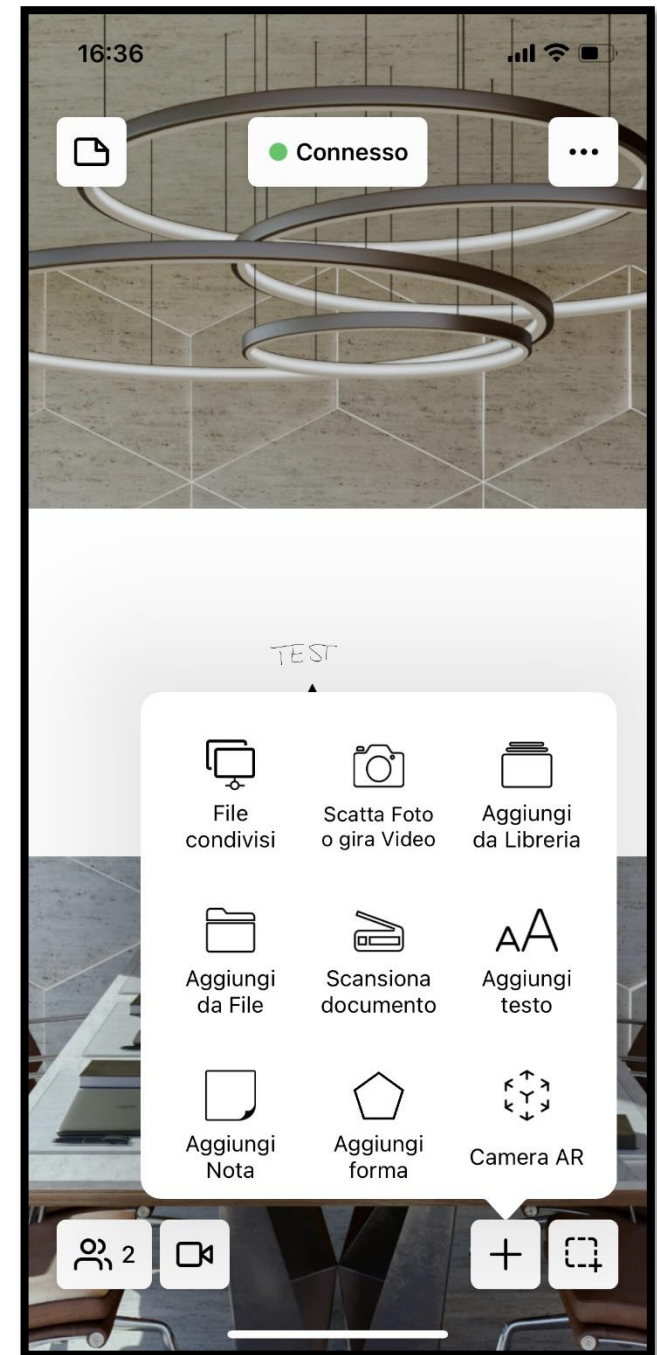 16:36
Connesso
TEST
File
condivisi
Scatta Foto
o gira Video
Aggiungi
da Libreria
Aggiungi
da File
Scansiona
documento
Aggiungi
testo
Aggiungi
Nota
Aggiungi
forma
Camera AR
2